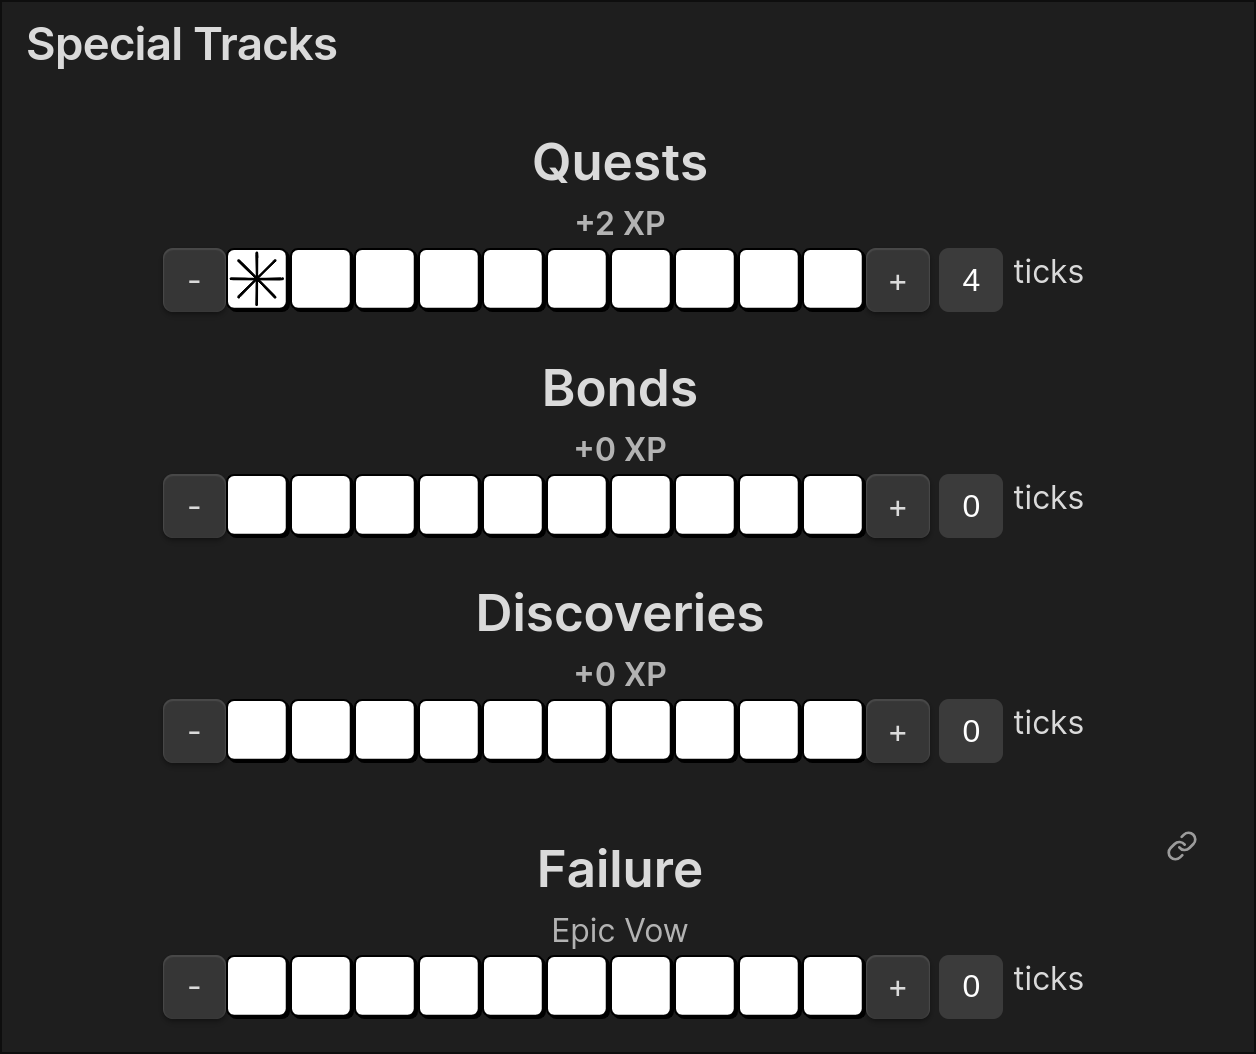 Special Tracks
Quests
+2 XP
- + 4 ticks
Bonds
+0 XP
- + 0 ticks
Discoveries
+0 XP
- + 0 ticks
Failure
Epic Vow
- + 0 ticks